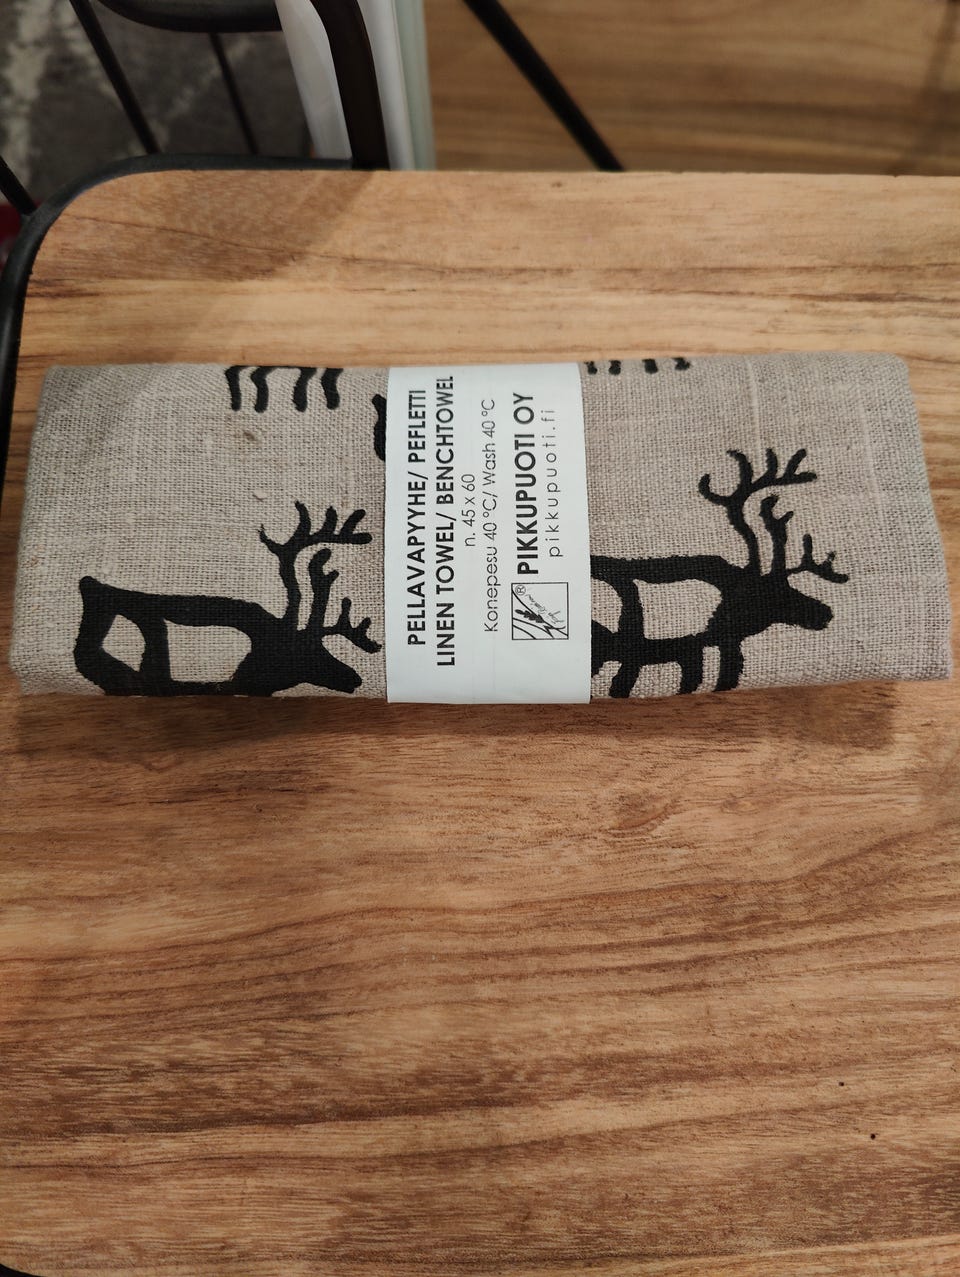 PELLAVAPYYHE/ PEFLETTI
LINEN TOWEL/ BENCHTOWEL
n. 45 x 60
Konepesu 40 °C/ Wash 40 °C
PIKKUPUOTI OY
pikkupuoti.fi